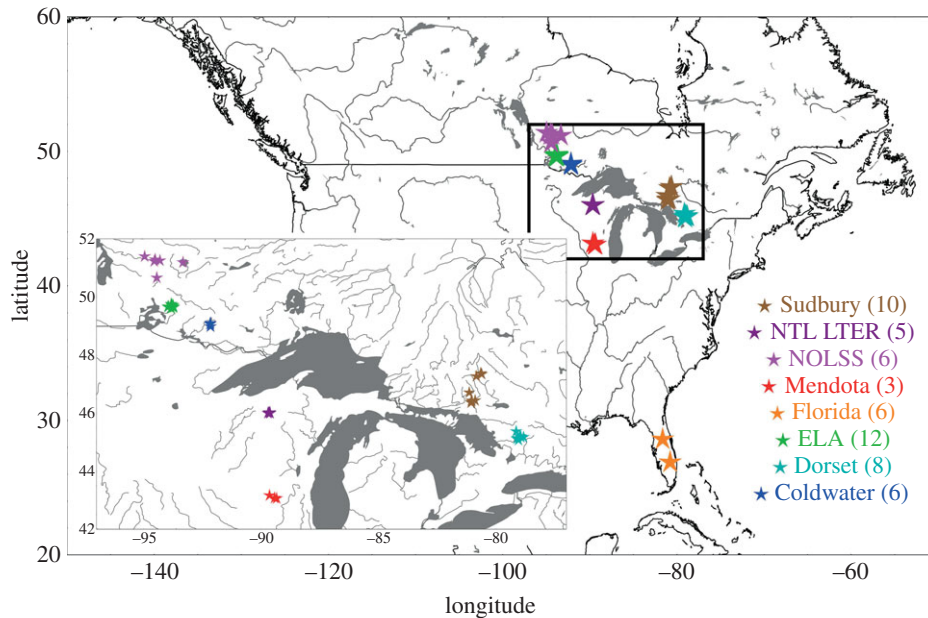 60
50
40
30
20
latitude
52
50
48
46
44
42
−95
−90
−85
−80
Sudbury (10)
NTL LTER (5)
NOLSS (6)
Mendota (3)
Florida (6)
ELA (12)
Dorset (8)
Coldwater (6)
−140
−120
−100
−80
−60
longitude